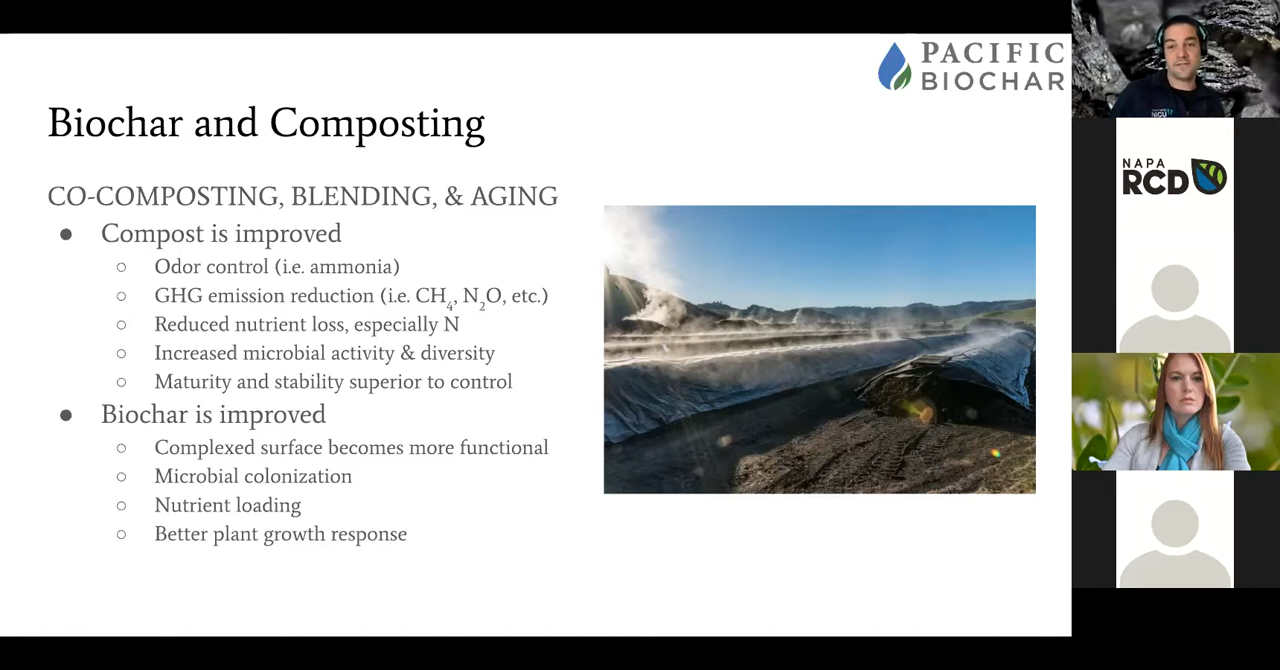 PACIFIC
BIOCHAR
Biochar and Composting
CO-COMPOSTING, BLENDING, & AGING
● Compost is improved
○ Odor control (i.e. ammonia)
○ GHG emission reduction (i.e. CH₄, N₂O, etc.)
○ Reduced nutrient loss, especially N
○ Increased microbial activity & diversity
○ Maturity and stability superior to control
● Biochar is improved
○ Complexed surface becomes more functional
○ Microbial colonization
○ Nutrient loading
○ Better plant growth response
NICU
NAPA
RCD